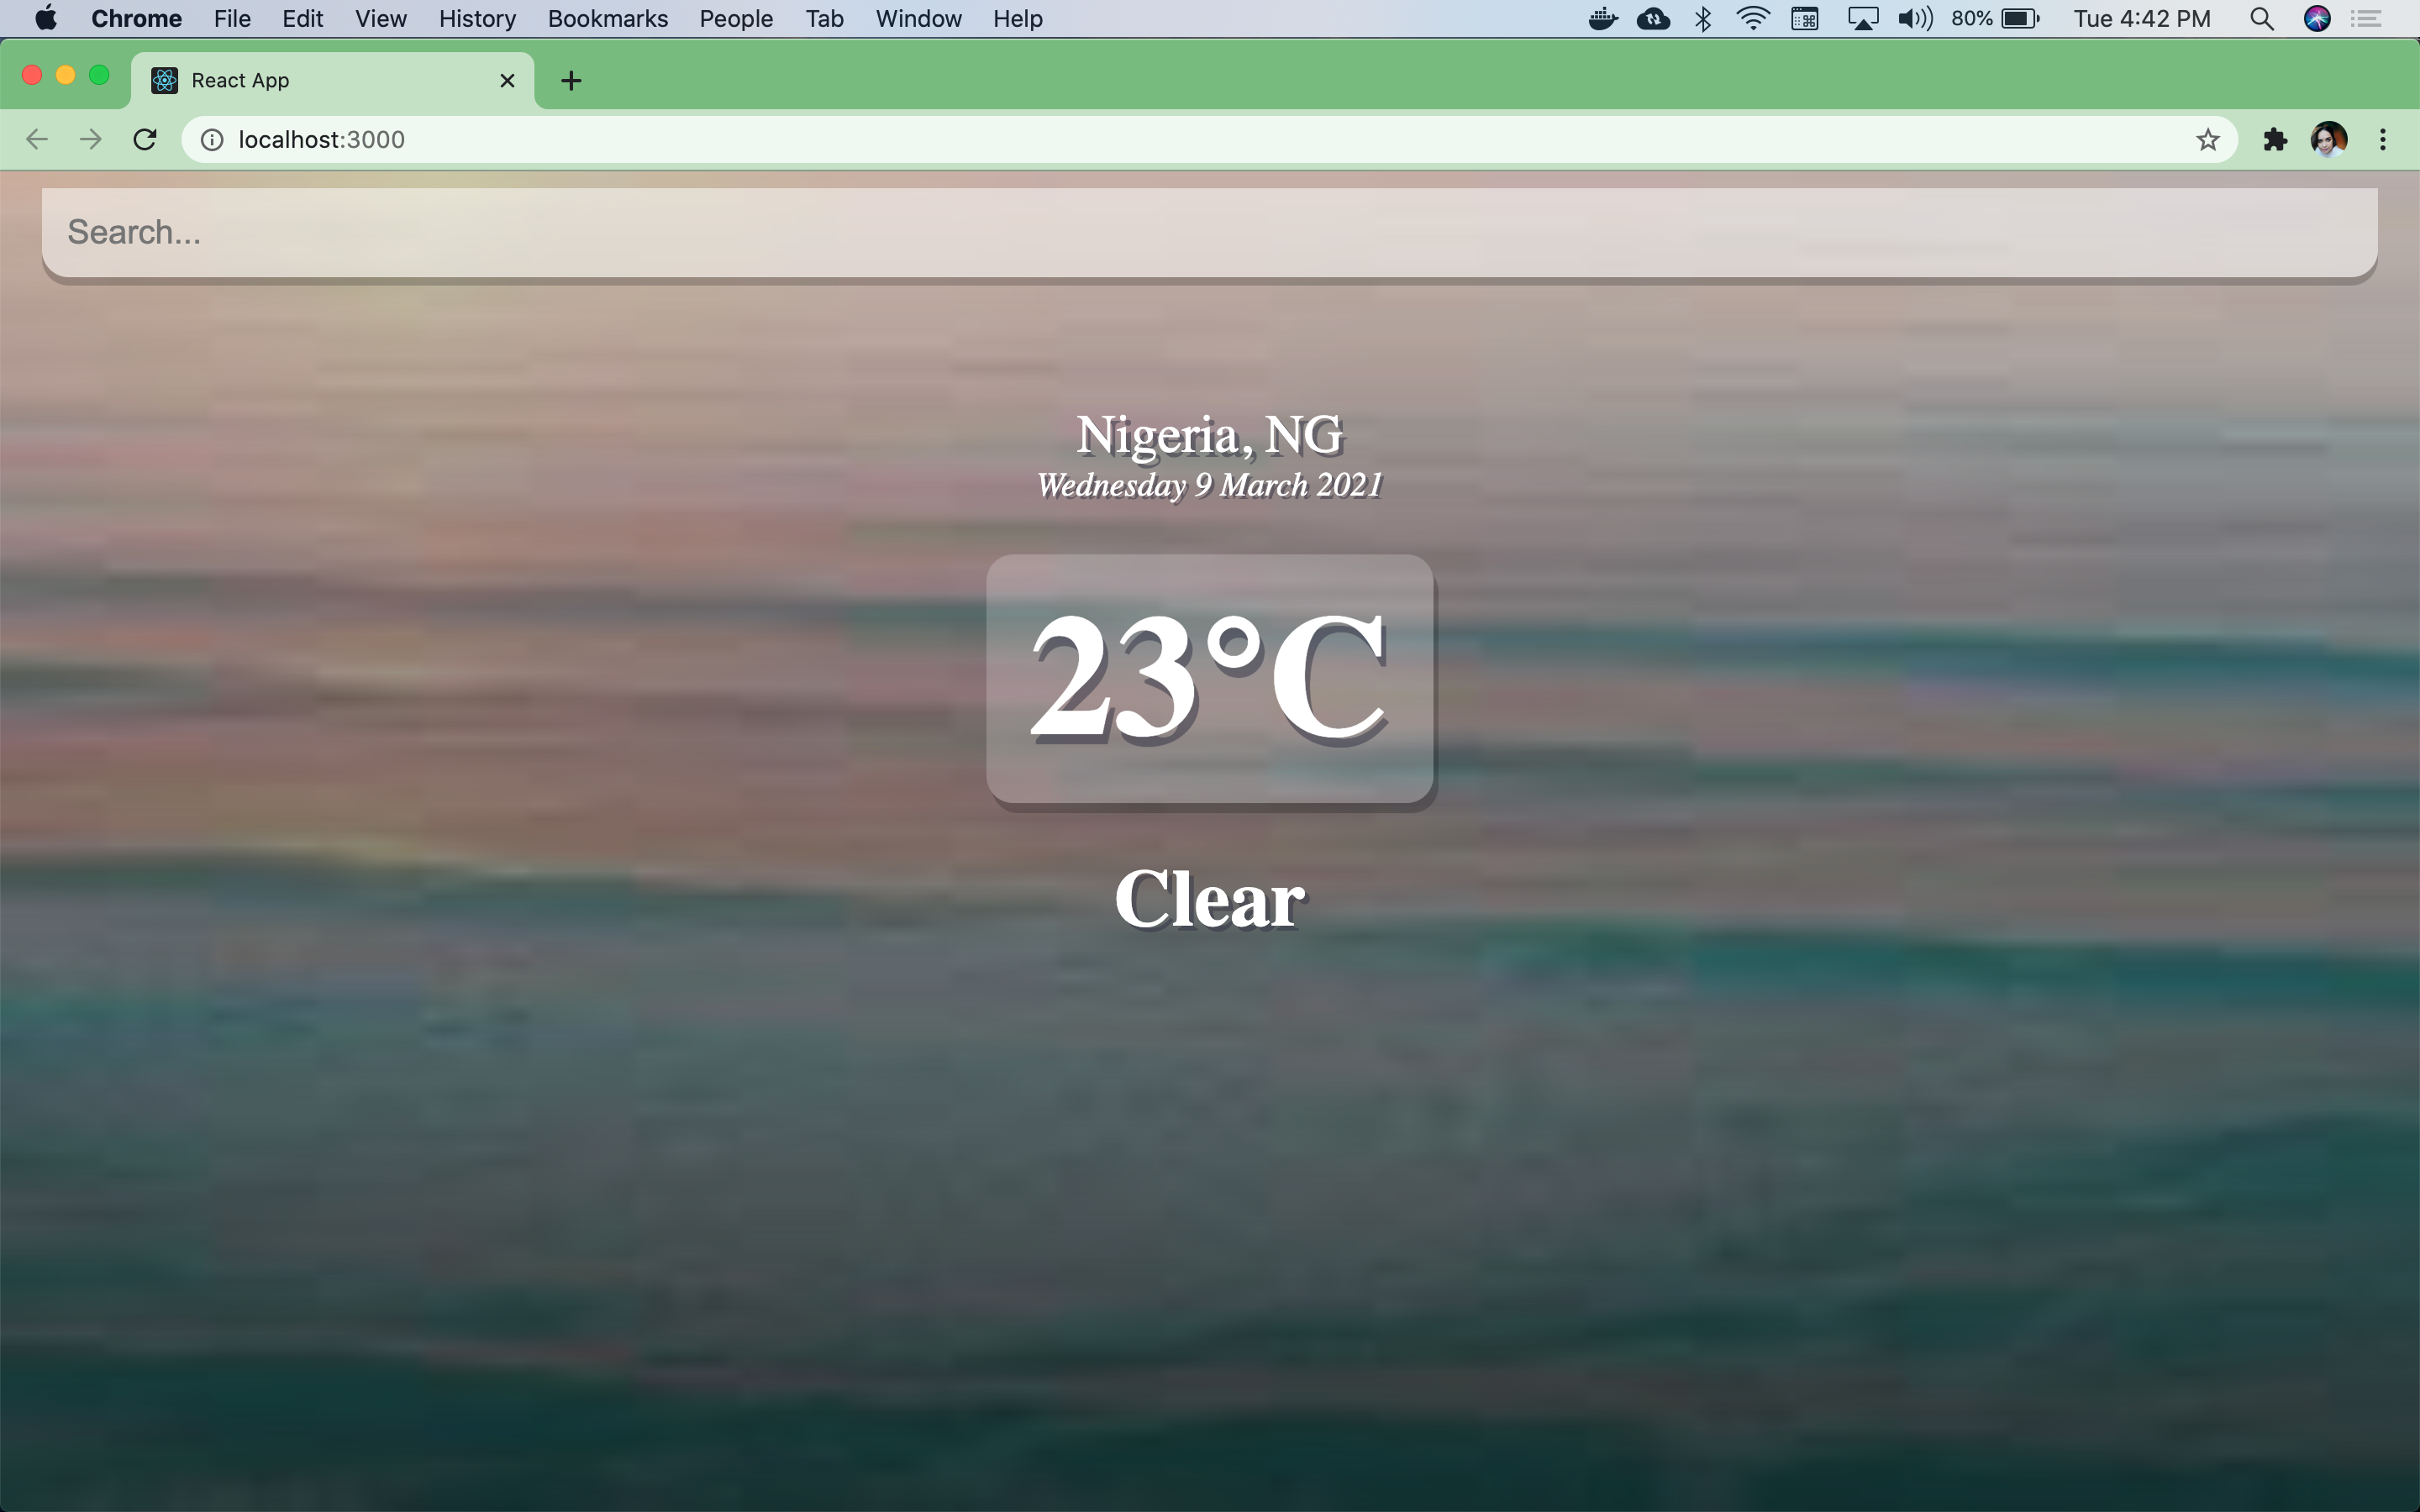 Chrome File Edit View History Bookmarks People Tab Window Help 80% Tue 4:42 PM
React App
localhost:3000
Search...
Nigeria, NG
Wednesday 9 March 2021
23°C
Clear